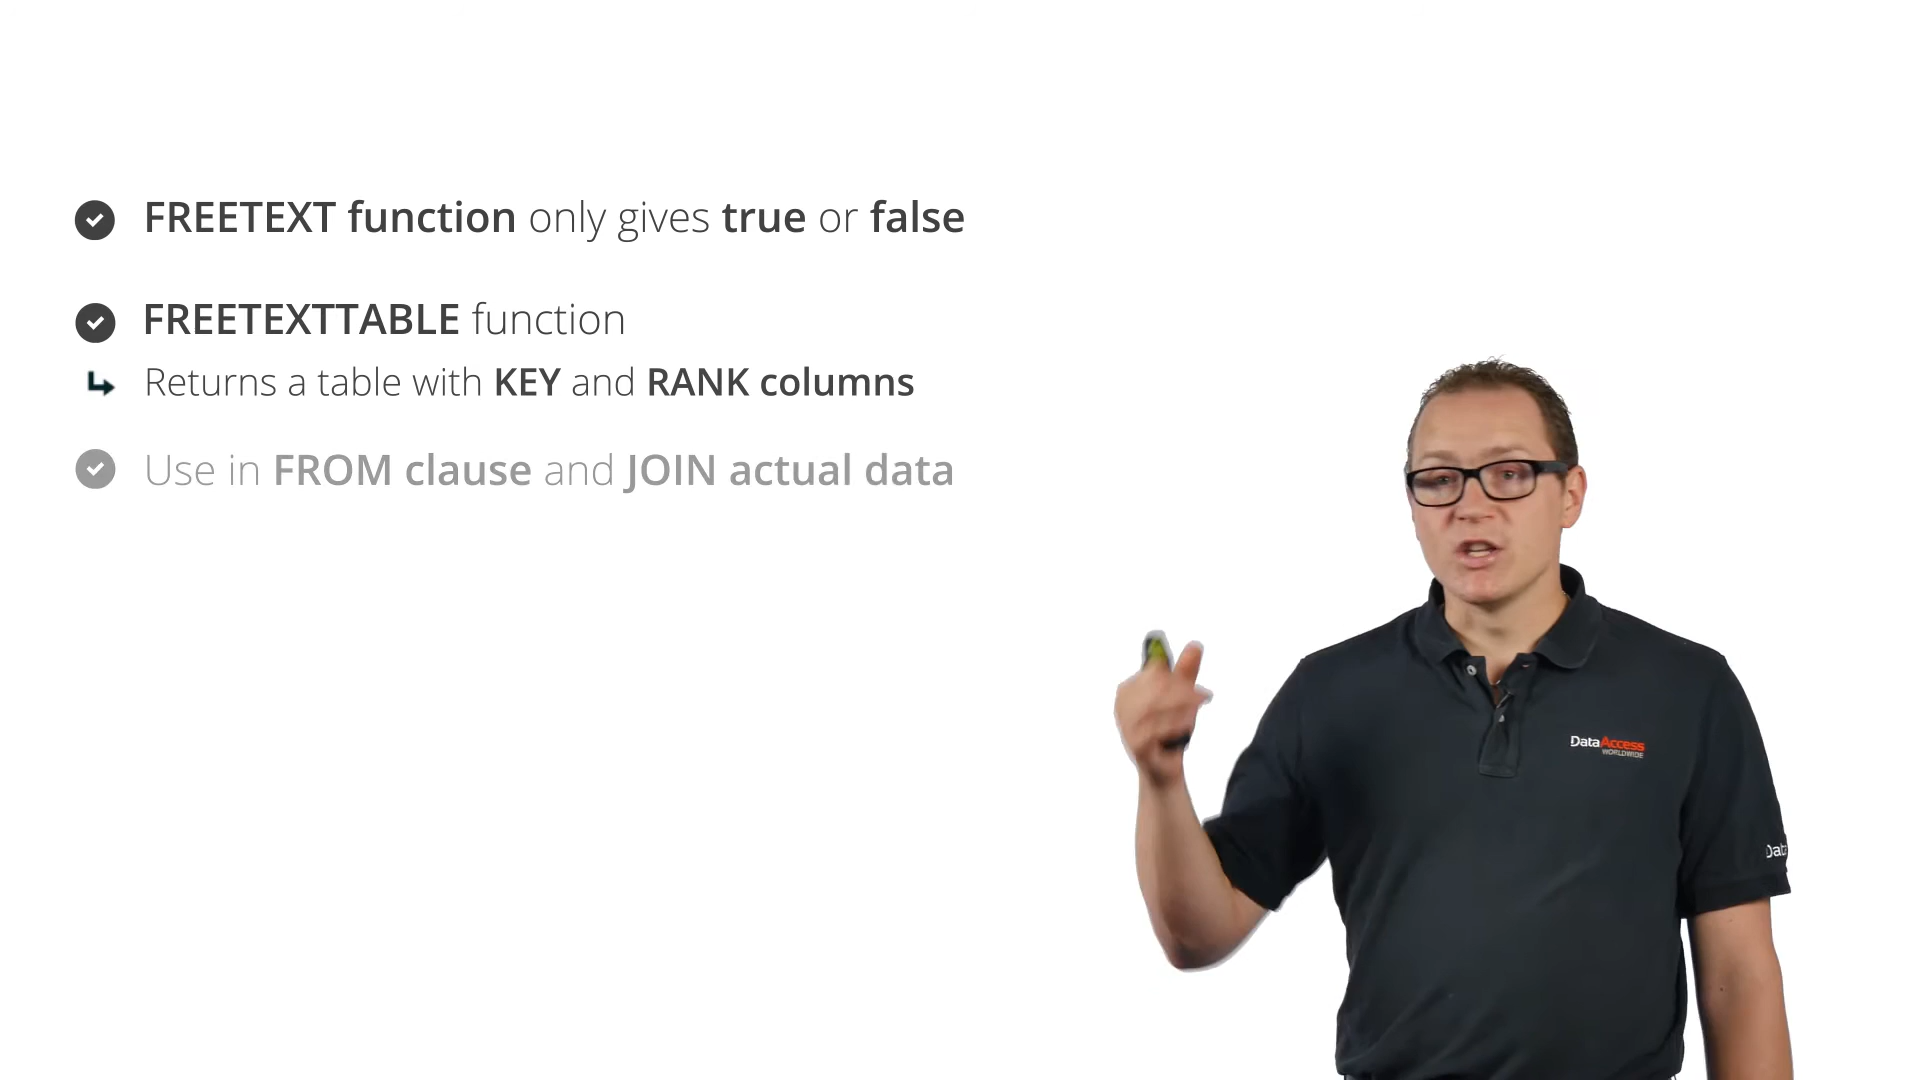 FREETEXT function only gives true or false
FREETEXTTABLE function
Returns a table with KEY and RANK columns
Use in FROM clause and JOIN actual data
DataAccess
WORLDWIDE